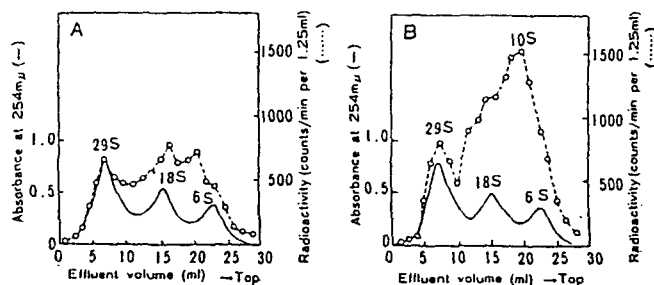 A
Absorbance at 254mμ (—)
1.0
0.5
0
29S
18S
6S
1500
1000
500
0
Radioactivity (counts/min per 1.25ml)
(.....)
0 5 10 15 20 25 30
Effluent volume (ml) →Top
B
Absorbance at 254mμ (—)
1.0
0.5
0
29S
18S
10S
6S
1500
1000
500
0
Radioactivity (counts/min per 1.25ml)
(.....)
0 5 10 15 20 25 30
Effluent volume (ml) →Top